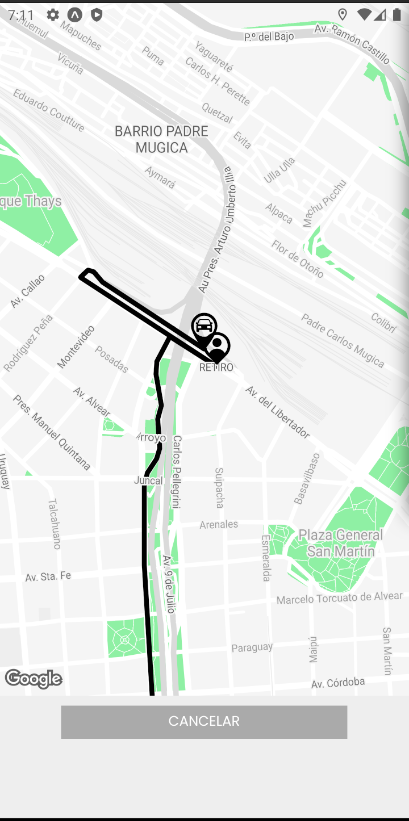 7:11
Pº del Bajo
Av. Ramón Castillo
Mapuches
Vicuña
Puma
Yaguareté
Carlos H. Perette
Eduardo Coutture
Quetzal
Evita
BARRIO PADRE
MUGICA
Aymará
Ulla Ulla
Machu Picchu
que Thays
Alpaca
Au Pres. Arturo Umberto Illia
Flor de Otoño
Av. Callao
Colibrí
Padre Carlos Mugica
Rodríguez Peña
Montevideo
Posadas
RETIRO
Av. Alvear
Av. del Libertador
Pres. Manuel Quintana
Arroyo
Carlos Pellegrini
Uruguay
Juncal
Suipacha
Basavilbaso
Talcahuano
Arenales
Esmeralda
Plaza General
San Martín
Av. Sta. Fe
Av. 9 de Julio
Marcelo Torcuato de Alvear
Paraguay
Maipú
San Martín
Av. Córdoba
Google
CANCELAR